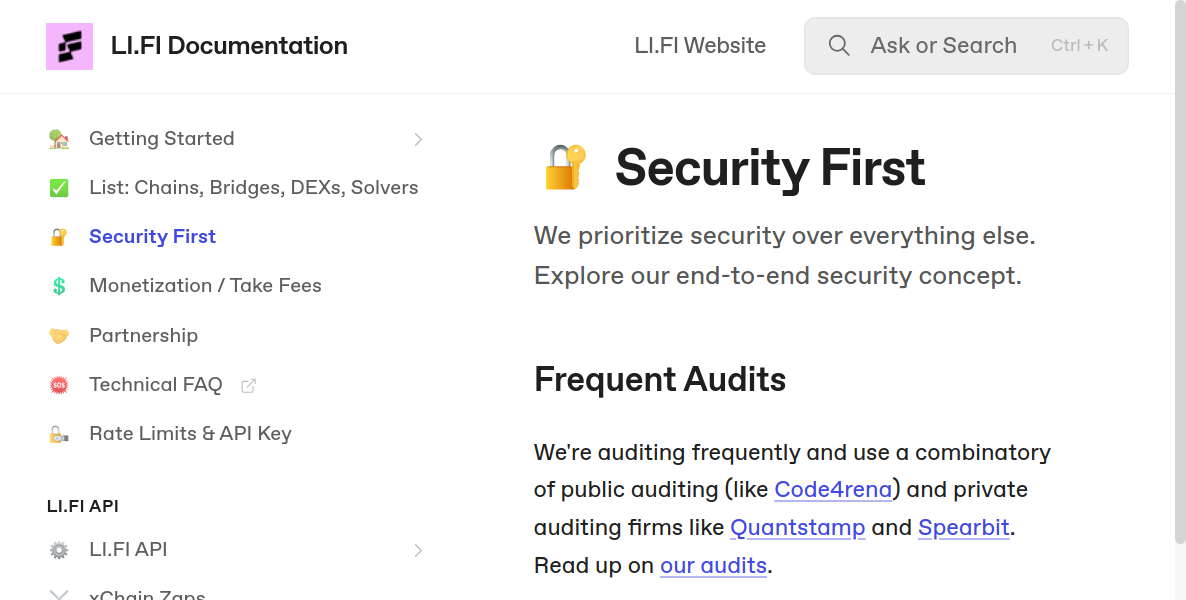 LI.FI Documentation
LI.FI Website
Ask or Search
Ctrl + K
Getting Started
List: Chains, Bridges, DEXs, Solvers
Security First
Monetization / Take Fees
Partnership
Technical FAQ
Rate Limits & API Key
LI.FI API
LI.FI API
xChain Zaps
Security First
We prioritize security over everything else.
Explore our end-to-end security concept.
Frequent Audits
We're auditing frequently and use a combinatory
of public auditing (like Code4rena) and private
auditing firms like Quantstamp and Spearbit.
Read up on our audits.